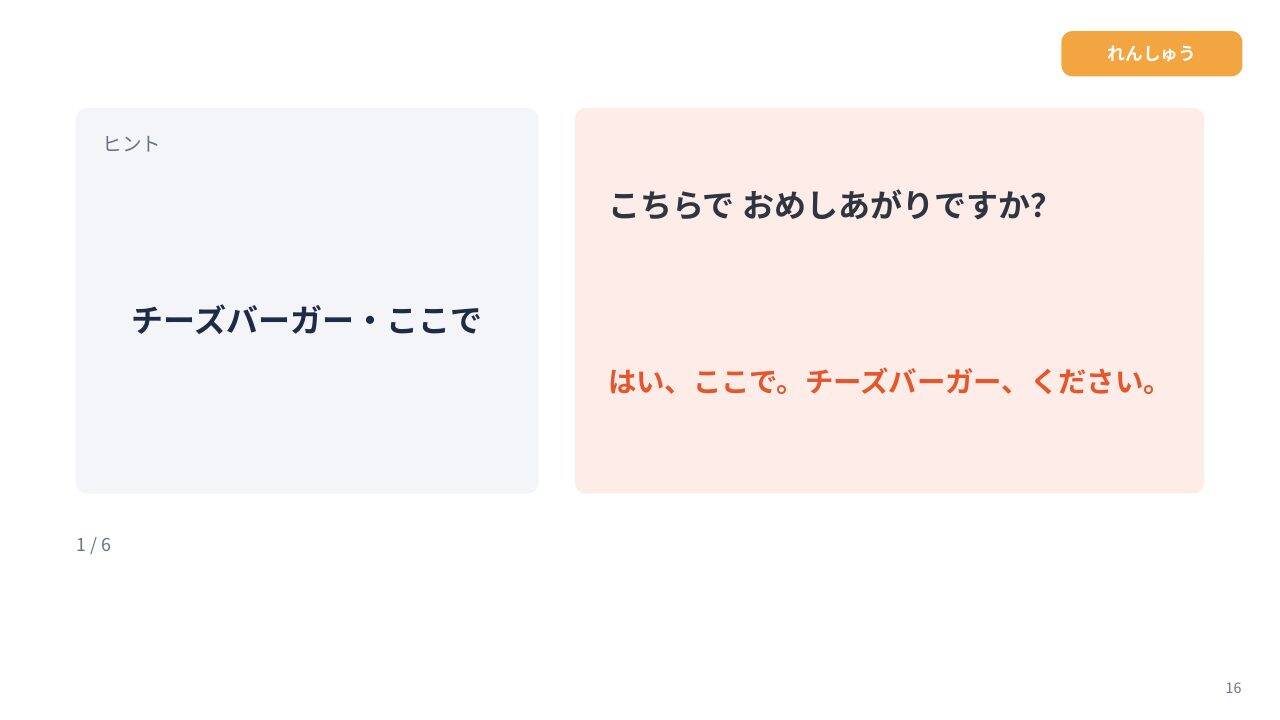 れんしゅう
ヒント
チーズバーガー・ここで
こちらで おめしあがりですか?
はい、ここで。チーズバーガー、ください。
1 / 6
16